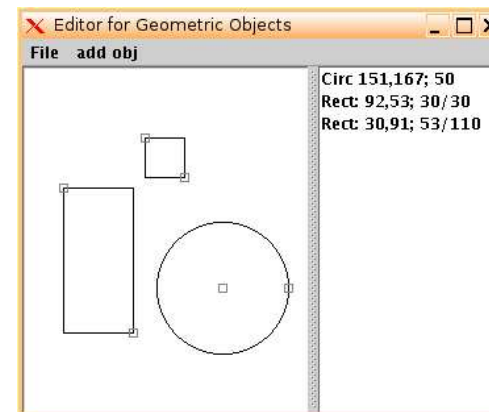 Editor for Geometric Objects
File add obj
Circ 151,167; 50
Rect: 92,53; 30/30
Rect: 30,91; 53/110